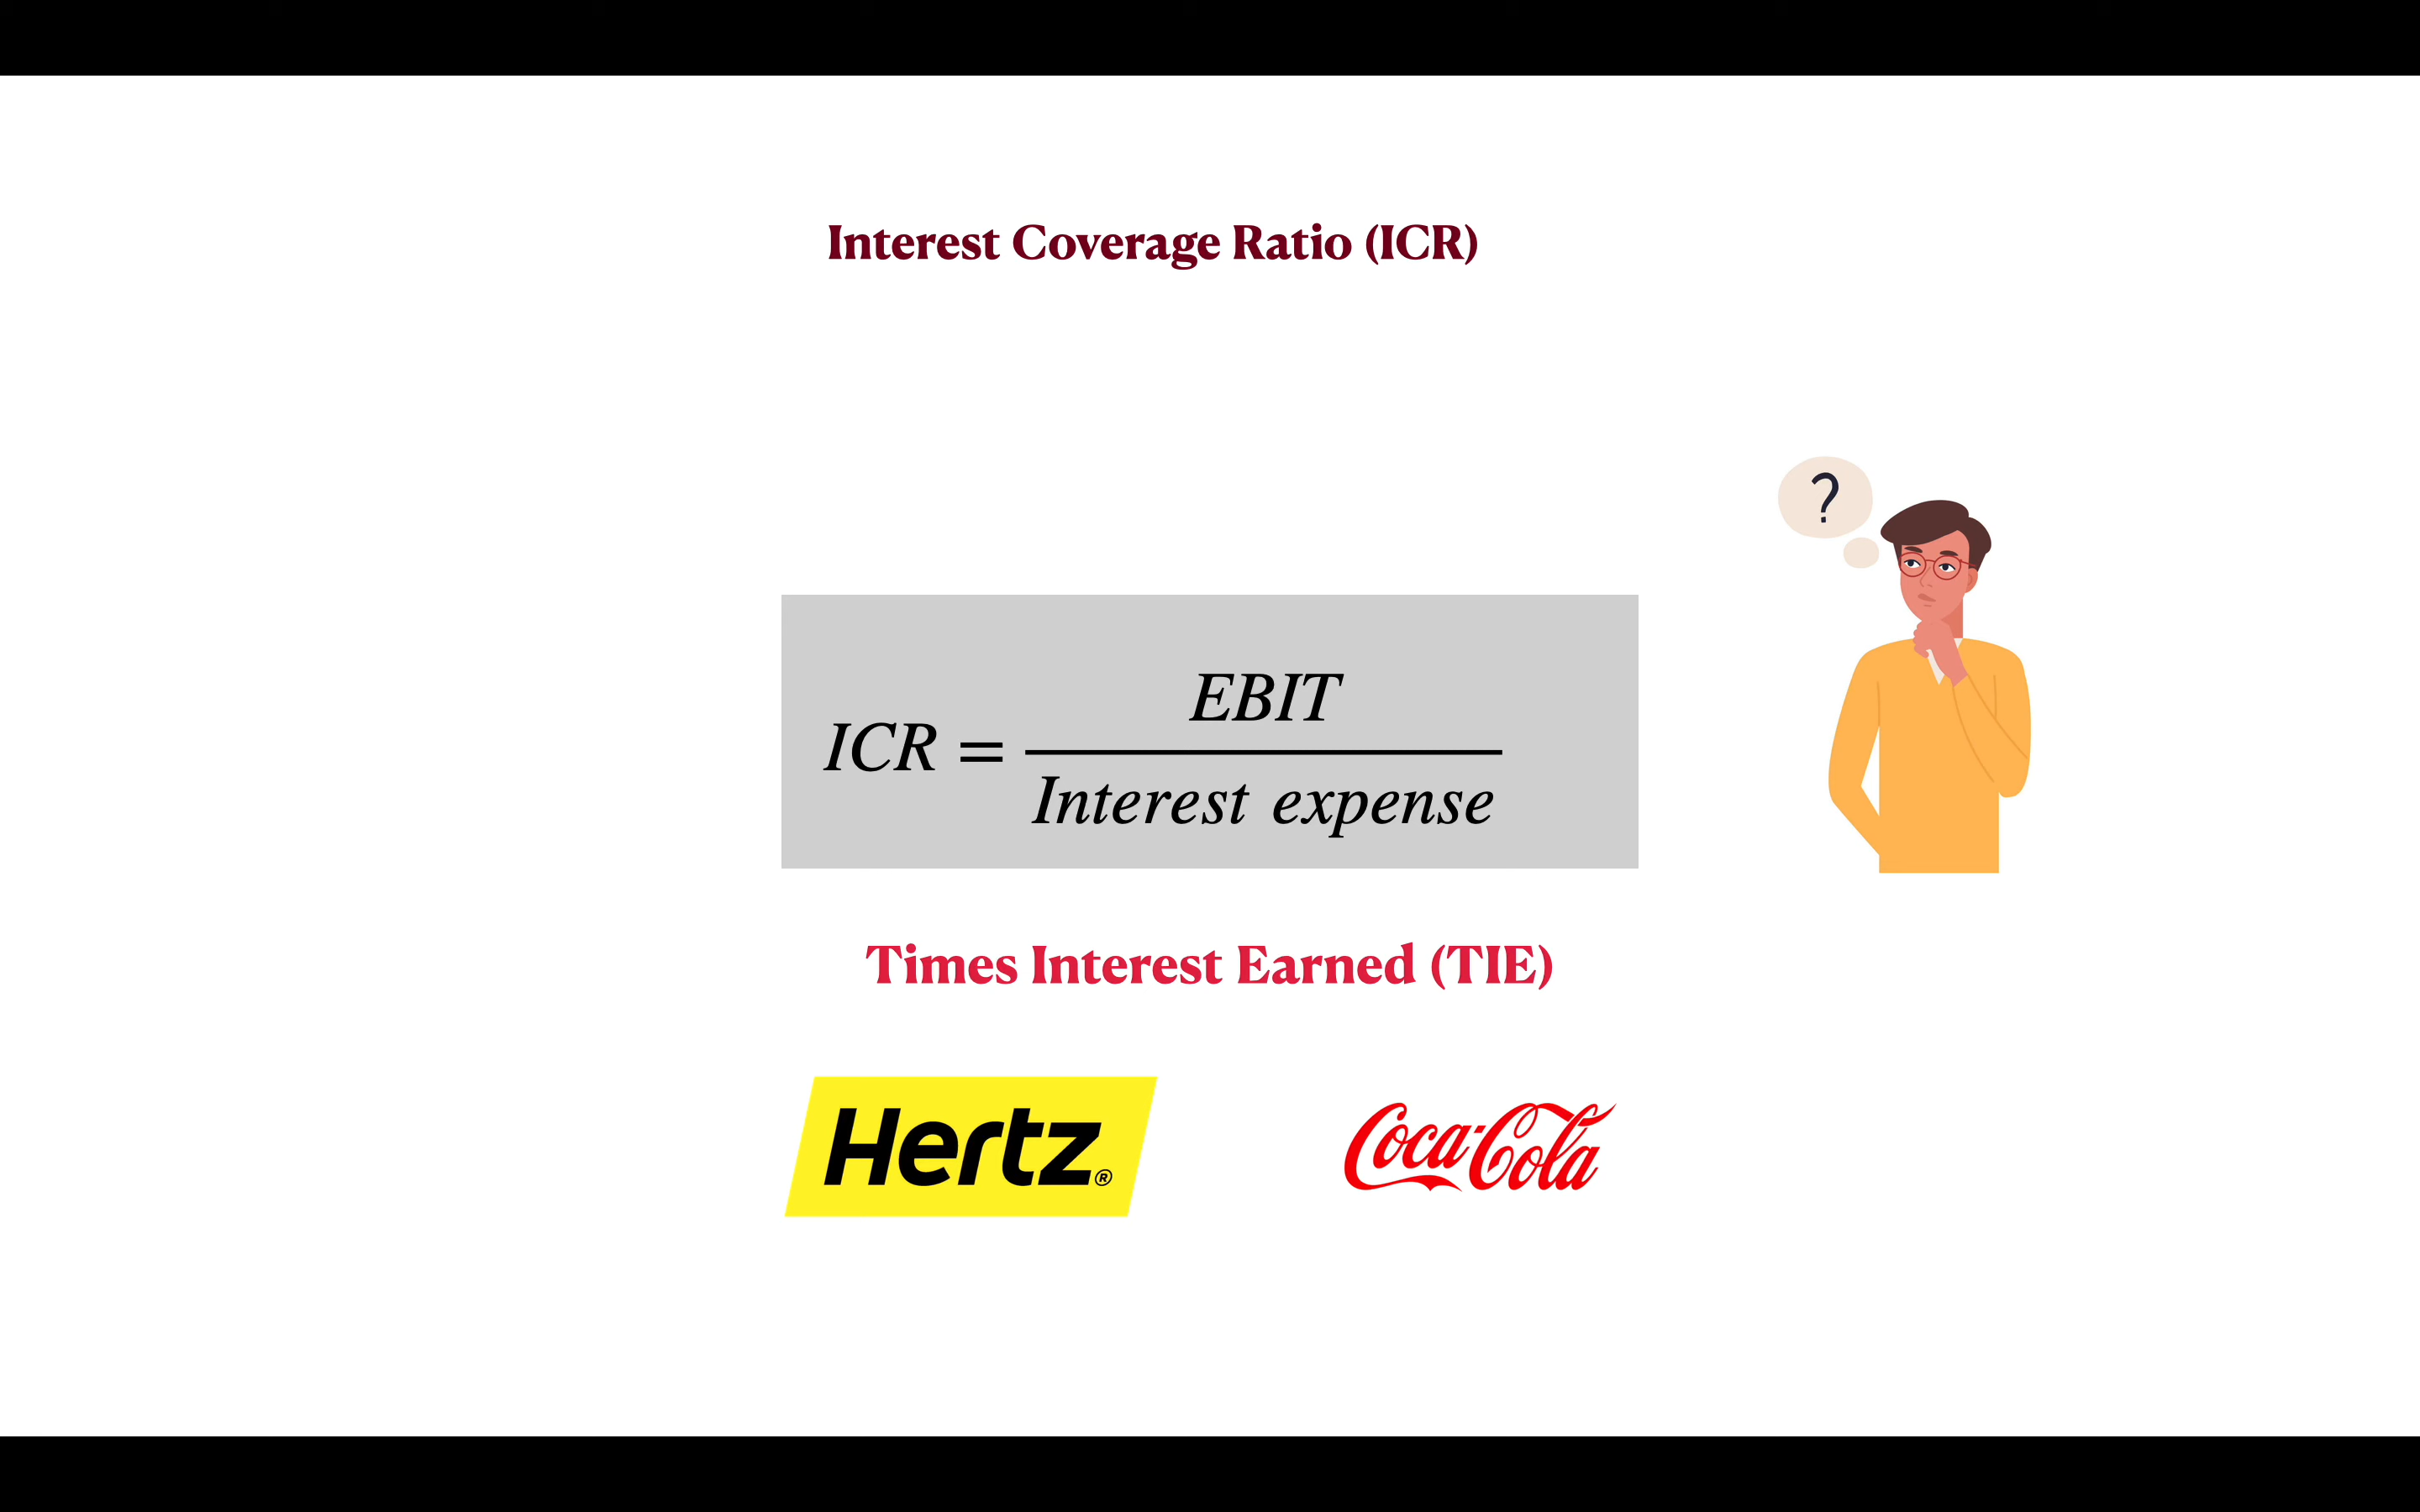 Interest Coverage Ratio (ICR)
?
ICR = EBIT / Interest expense
Times Interest Earned (TIE)
Hertz®
Coca-Cola